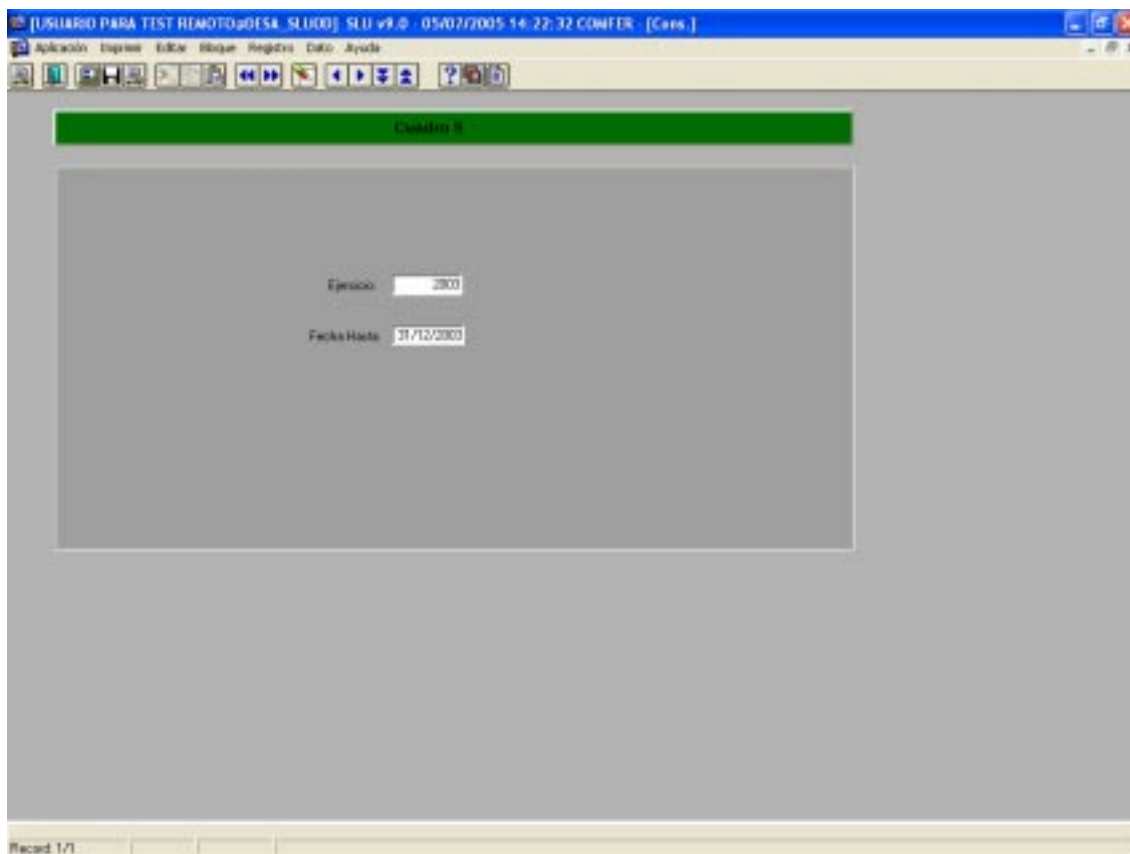 [USUARIO PARA TEST REMOTO@DESA_SLU00] SLU v9.0 - 05/07/2005 14:22:32 COMFER - [Cons.]
Aplicación Imprimir Editar Bloque Registro Dato Ayuda
Cuadro 9
Ejercicio 2003
Fecha Hasta 31/12/2003
Record: 1/1